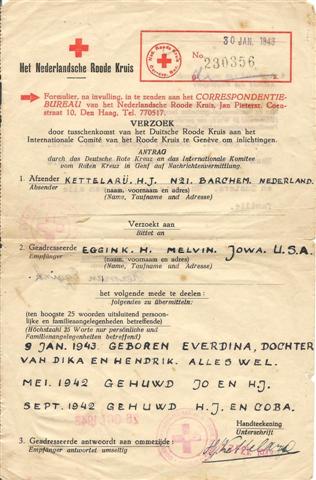 30 JAN. 1943
Het Nederlandsche Roode Kruis
No 230356
Formulier, na invulling, in te zenden aan het CORRESPONDENTIE-
BUREAU van het Nederlandsche Roode Kruis, Jan Pietersz. Coen-
straat 10, Den Haag, Tel. 770517.
VERZOEK
door tusschenkomst van het Duitsche Roode Kruis aan het
Internationale Comité van het Roode Kruis te Genève om inlichtingen.
ANTRAG
durch das Deutsche Rote Kreuz an das Internationale Komitee
vom Roten Kreuz in Genf auf Nachrichtenvermittlung.
1. Afzender KETTELARIJ, H.J. N21. BARCHEM. NEDERLAND.
Absender (naam, voornaam en adres)
(Name, Taufname und Adresse)
Verzoekt aan
Bittet an
2. Geadresseerde EGGINK. H. MELVIN. JOWA. U.S.A.
Empfänger (naam, voornaam en adres)
(Name, Taufname und Adresse)
het volgende mede te deelen:
folgendes zu übermitteln:
(ten hoogste 25 woorden uitsluitend persoon-
lijke en familieaangelegenheden betreffend)
(Höchstzahl 25 Worte nur persönliche und
Familienangelegenheiten betreffend)
9 JAN. 1943. GEBOREN EVERDINA, DOCHTER
VAN DIKA EN HENDRIK. ALLES WEL.
MEI. 1942 GEHUWD JO EN H.J.
SEPT. 1942 GEHUWD H.J. EN COBA.
Handteekening
Unterschrift
3. Geadresseerde antwoordt aan ommezijde:
Empfänger antwortet umseitig